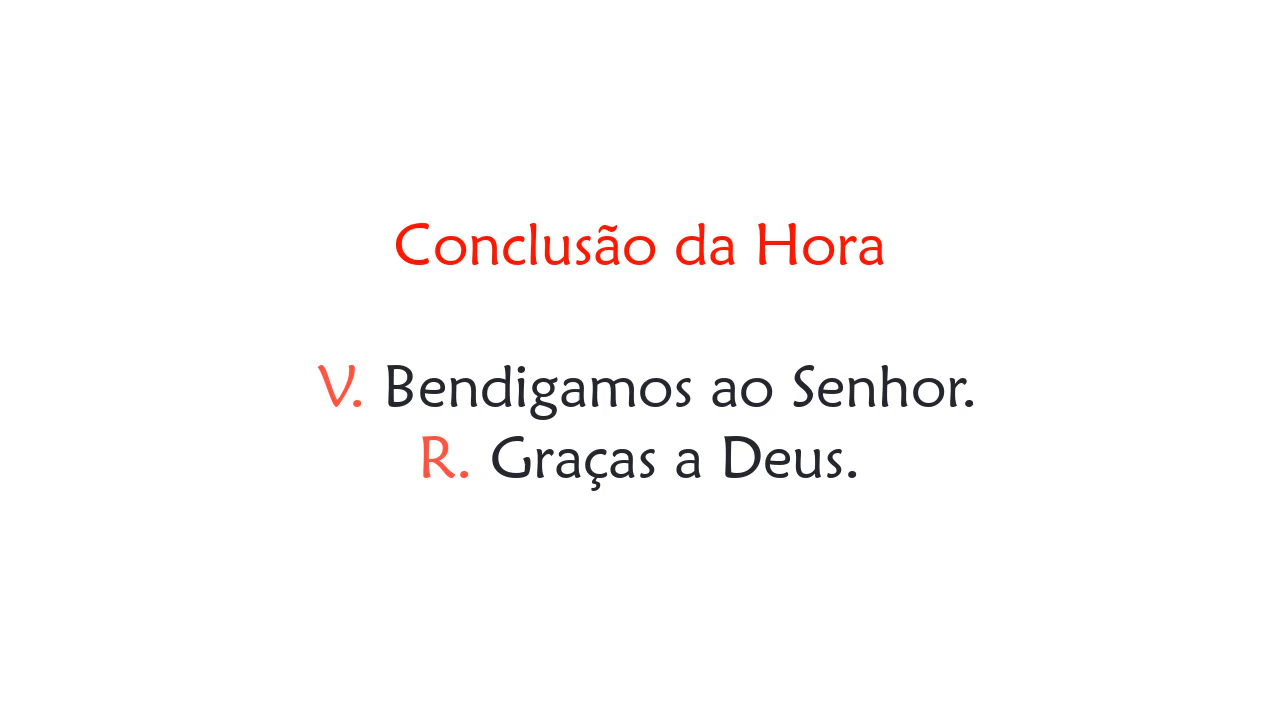 Conclusão da Hora
V. Bendigamos ao Senhor.
R. Graças a Deus.